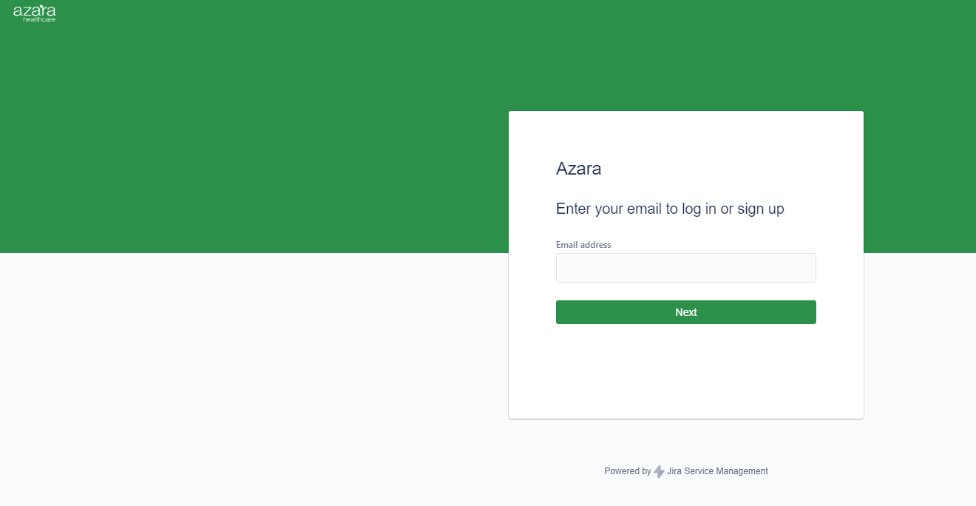 azara
healthcare
Azara
Enter your email to log in or sign up
Email address
Next
Powered by Jira Service Management